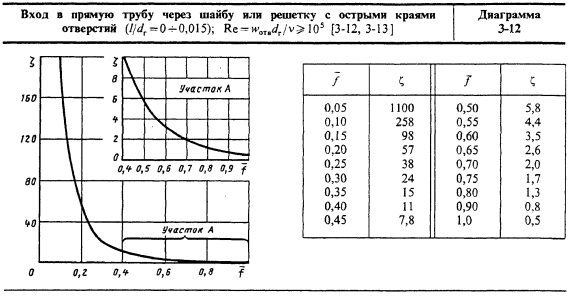 Вход в прямую трубу через шайбу или решетку с острыми краями
отверстий (l/dг=0÷0,015); Re=wотвdг/ν⩾10⁵ [3-12, 3-13]
Диаграмма
3-12
ζ
160
120
80
40
0 0,2 0,4 0,6 0,8 f̄
Участок А
ζ
8
6
4
2
0
0,4 0,5 0,6 0,7 0,8 0,9 f̄
Участок А
f̄ ζ f̄ ζ
0,05 1100 0,50 5,8
0,10 258 0,55 4,4
0,15 98 0,60 3,5
0,20 57 0,65 2,6
0,25 38 0,70 2,0
0,30 24 0,75 1,7
0,35 15 0,80 1,3
0,40 11 0,90 0.8
0,45 7,8 1,0 0,5